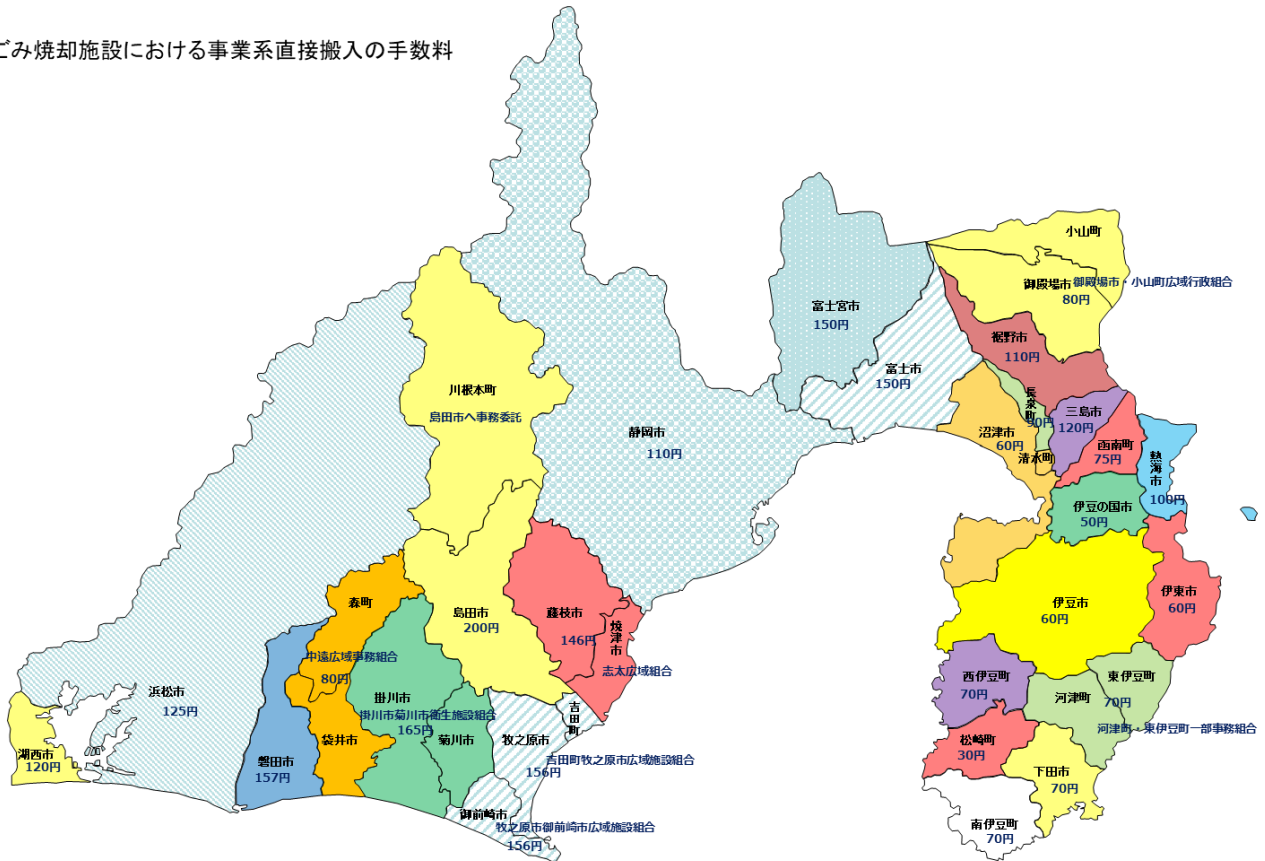 ごみ焼却施設における事業系直接搬入の手数料
小山町
御殿場市
御殿場市・小山町広域行政組合
80円
富士宮市
150円
裾野市
110円
富士市
150円
川根本町
島田市へ事務委託
長泉町
90円
三島市
120円
沼津市
60円
清水町
函南町
75円
熱海市
100円
静岡市
110円
伊豆の国市
50円
森町
島田市
200円
藤枝市
146円
焼津市
志太広域組合
伊豆市
60円
伊東市
60円
中遠広域事務組合
80円
浜松市
125円
掛川市
掛川市菊川市衛生施設組合
165円
菊川市
西伊豆町
70円
東伊豆町
70円
河津町
河津町・東伊豆町一部事務組合
吉田町
牧之原市
吉田町牧之原市広域施設組合
156円
袋井市
磐田市
157円
湖西市
120円
松崎町
30円
下田市
70円
御前崎市
牧之原市御前崎市広域施設組合
156円
南伊豆町
70円